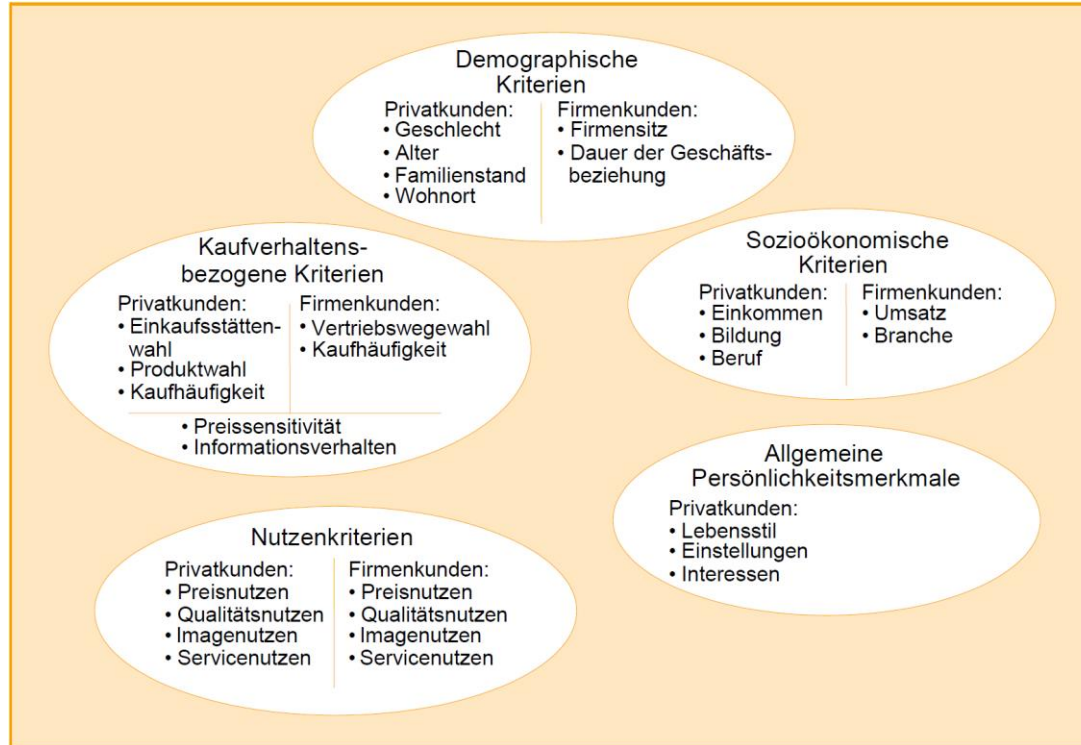 Demographische
Kriterien
Privatkunden:
• Geschlecht
• Alter
• Familienstand
• Wohnort
Firmenkunden:
• Firmensitz
• Dauer der Geschäfts-
beziehung
Kaufverhaltens-
bezogene Kriterien
Privatkunden:
• Einkaufsstätten-
wahl
• Produktwahl
• Kaufhäufigkeit
Firmenkunden:
• Vertriebswegewahl
• Kaufhäufigkeit
• Preissensitivität
• Informationsverhalten
Sozioökonomische
Kriterien
Privatkunden:
• Einkommen
• Bildung
• Beruf
Firmenkunden:
• Umsatz
• Branche
Allgemeine
Persönlichkeitsmerkmale
Privatkunden:
• Lebensstil
• Einstellungen
• Interessen
Nutzenkriterien
Privatkunden:
• Preisnutzen
• Qualitätsnutzen
• Imagenutzen
• Servicenutzen
Firmenkunden:
• Preisnutzen
• Qualitätsnutzen
• Imagenutzen
• Servicenutzen